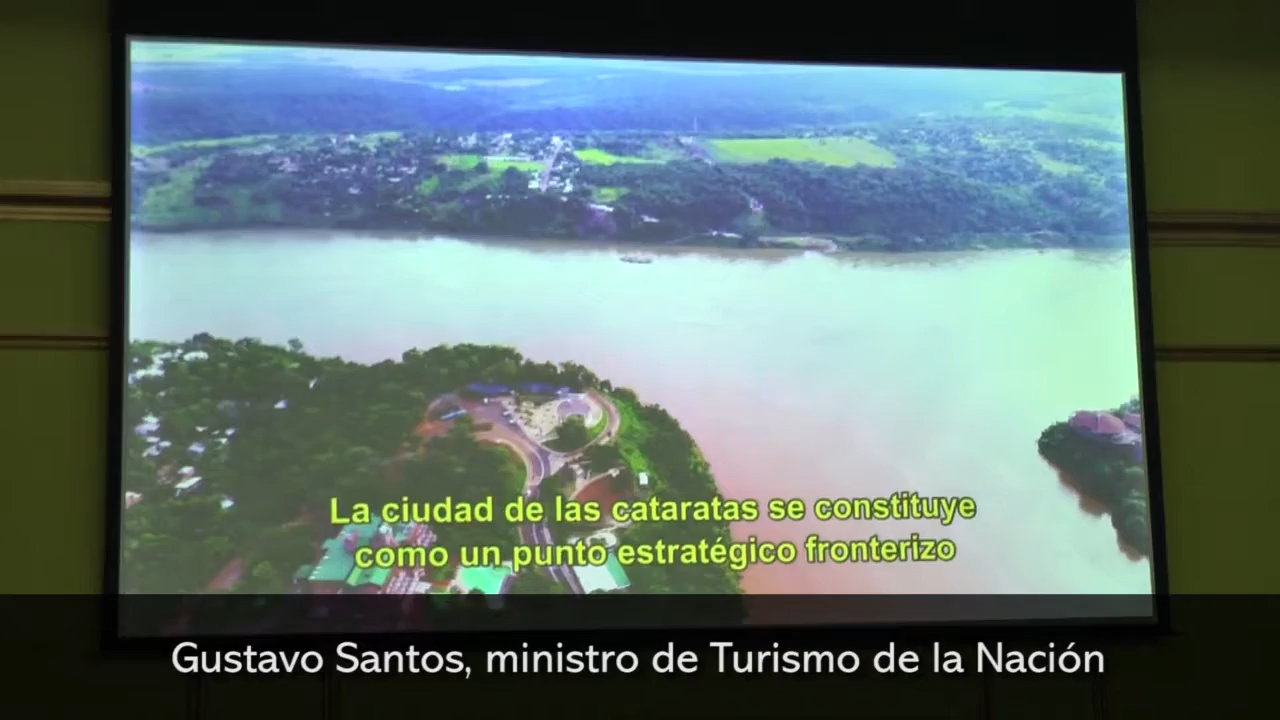 La ciudad de las cataratas se constituye
como un punto estratégico fronterizo
Gustavo Santos, ministro de Turismo de la Nación